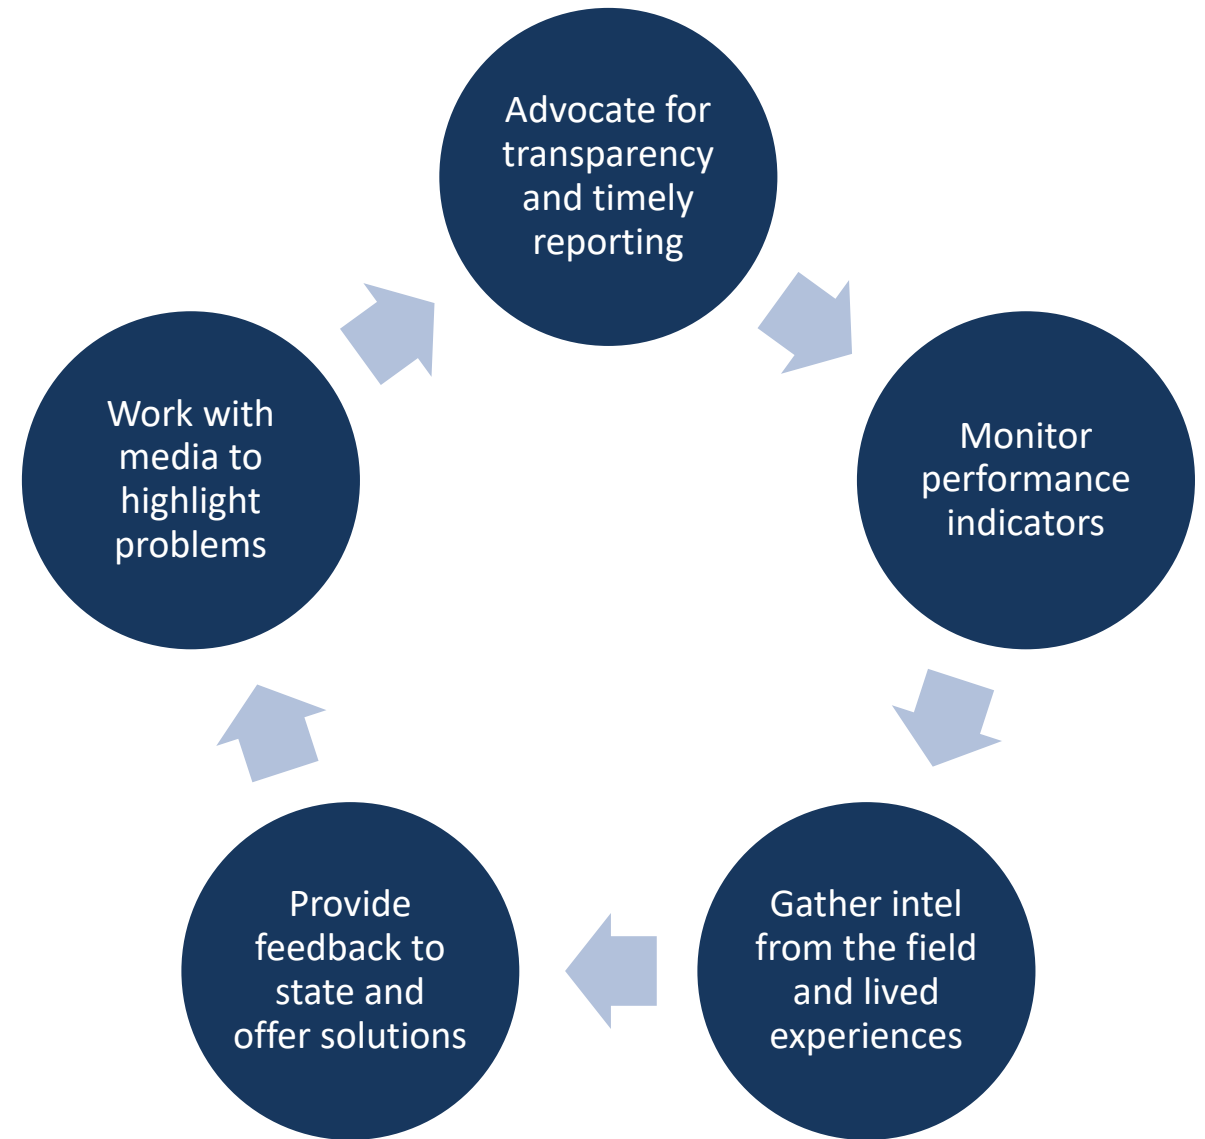 Advocate for
transparency
and timely
reporting
Monitor
performance
indicators
Gather intel
from the field
and lived
experiences
Provide
feedback to
state and
offer solutions
Work with
media to
highlight
problems